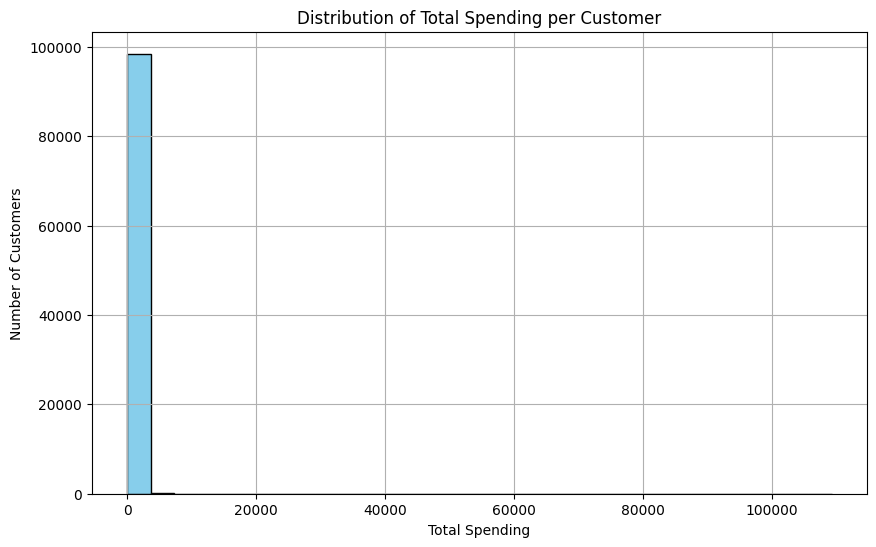 Distribution of Total Spending per Customer
100000
80000
60000
40000
20000
0
Number of Customers
0 20000 40000 60000 80000 100000
Total Spending